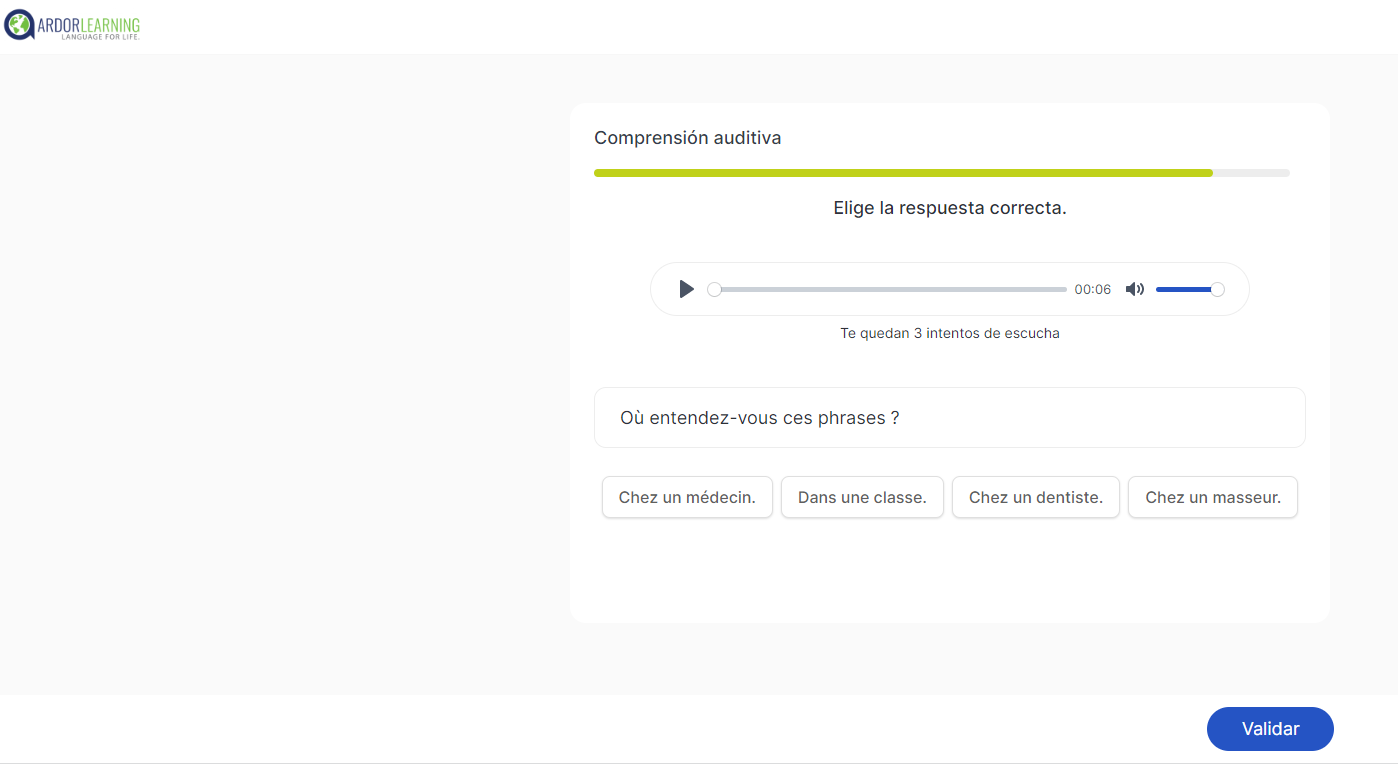 ARDORLEARNING
LANGUAGE FOR LIFE.
Comprensión auditiva
Elige la respuesta correcta.
00:06
Te quedan 3 intentos de escucha
Où entendez-vous ces phrases ?
Chez un médecin. Dans une classe. Chez un dentiste. Chez un masseur.
Validar